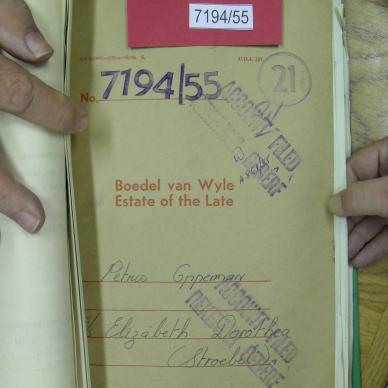 7194/55
U.D.J. 227.
No. 7194/55
21
ACCOUNT FILED
Boedel van Wyle
Estate of the Late
Petrus Opperman
Elizabeth Dorothea
ACCOUNT FILED
(Stroebel)